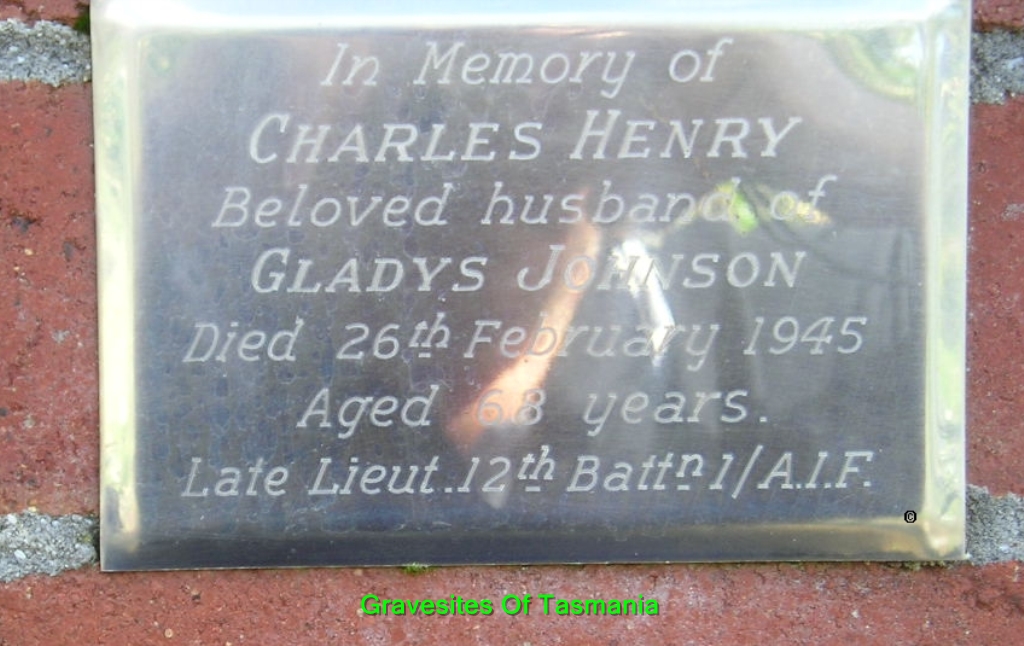 In Memory of
CHARLES HENRY
Beloved husband of
GLADYS JOHNSON
Died 26th February 1945
Aged 68 years.
Late Lieut. 12th Battn 1/A.I.F.
©
Gravesites Of Tasmania